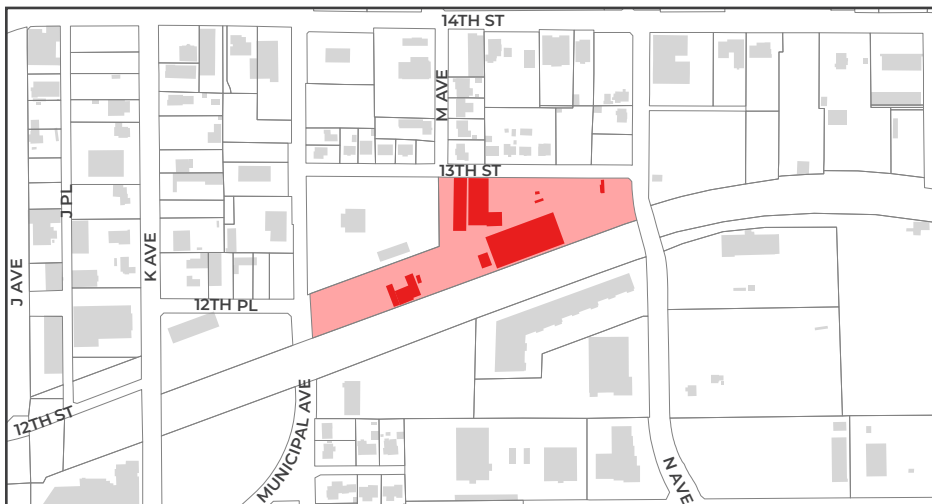 14TH ST
M AVE
13TH ST
J PL
K AVE
J AVE
12TH PL
12TH ST
MUNICIPAL AVE
N AVE